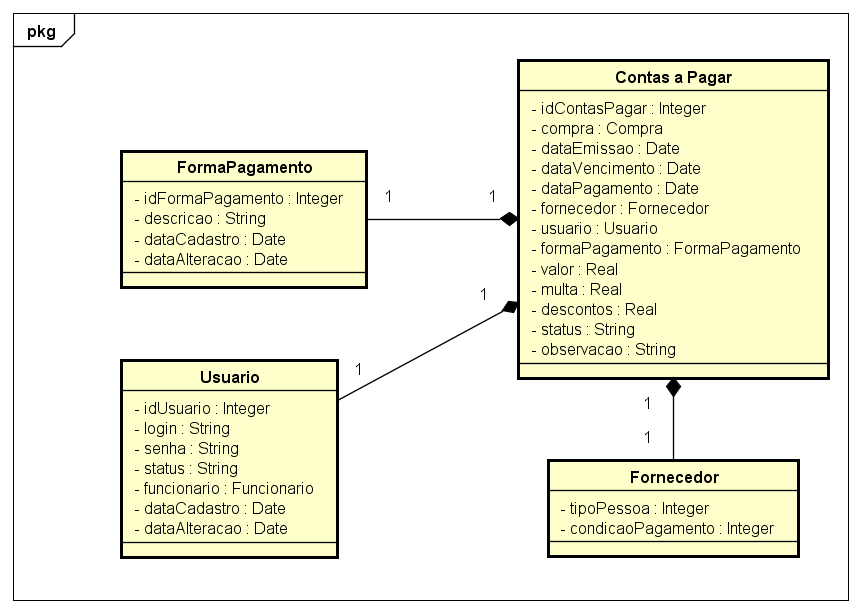 pkg
Contas a Pagar
- idContasPagar : Integer
- compra : Compra
- dataEmissao : Date
- dataVencimento : Date
- dataPagamento : Date
- fornecedor : Fornecedor
- usuario : Usuario
- formaPagamento : FormaPagamento
- valor : Real
- multa : Real
- descontos : Real
- status : String
- observacao : String
FormaPagamento
- idFormaPagamento : Integer
- descricao : String
- dataCadastro : Date
- dataAlteracao : Date
1
1
1
1
Usuario
- idUsuario : Integer
- login : String
- senha : String
- status : String
- funcionario : Funcionario
- dataCadastro : Date
- dataAlteracao : Date
1
1
Fornecedor
- tipoPessoa : Integer
- condicaoPagamento : Integer